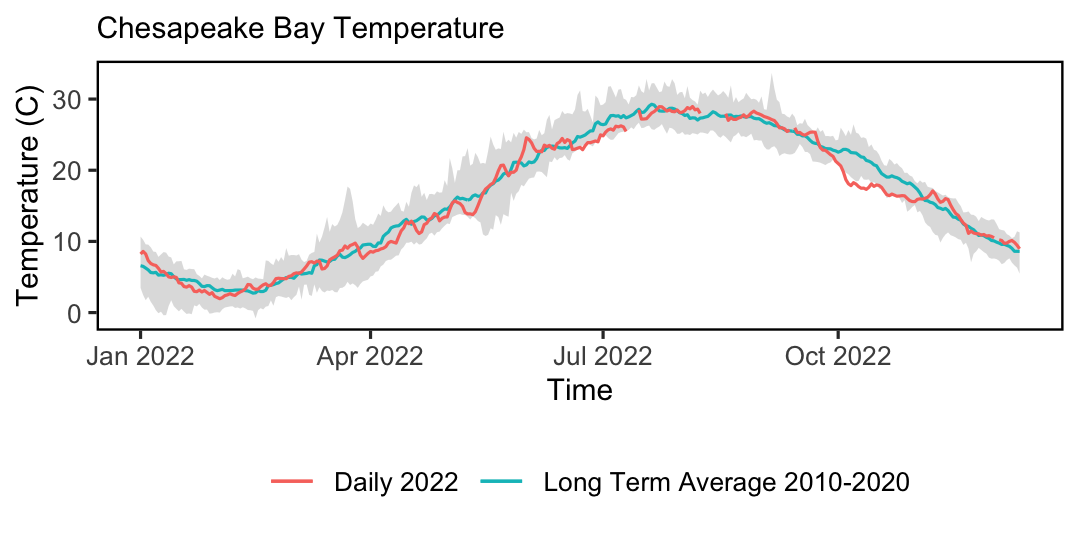 Chesapeake Bay Temperature
Temperature (C)
30
20
10
0
Jan 2022 Apr 2022 Jul 2022 Oct 2022
Time
Daily 2022 Long Term Average 2010-2020